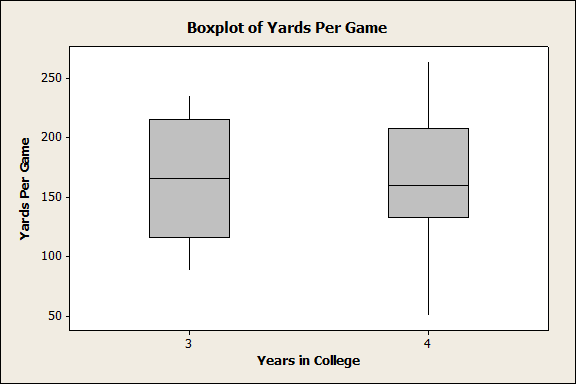 Boxplot of Yards Per Game
Yards Per Game
250
200
150
100
50
3 4
Years in College